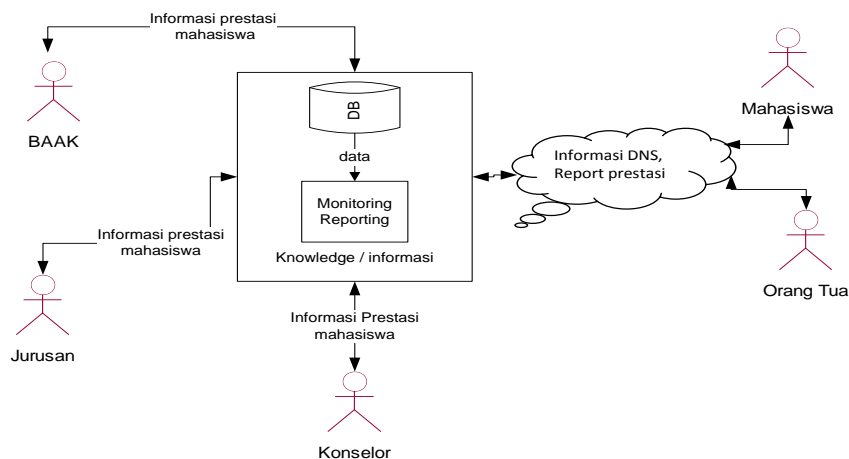 Informasi prestasi
mahasiswa
BAAK
DB
data
Monitoring
Reporting
Knowledge / informasi
Mahasiswa
Informasi DNS,
Report prestasi
Informasi prestasi
mahasiswa
Jurusan
Orang Tua
Informasi Prestasi
mahasiswa
Konselor